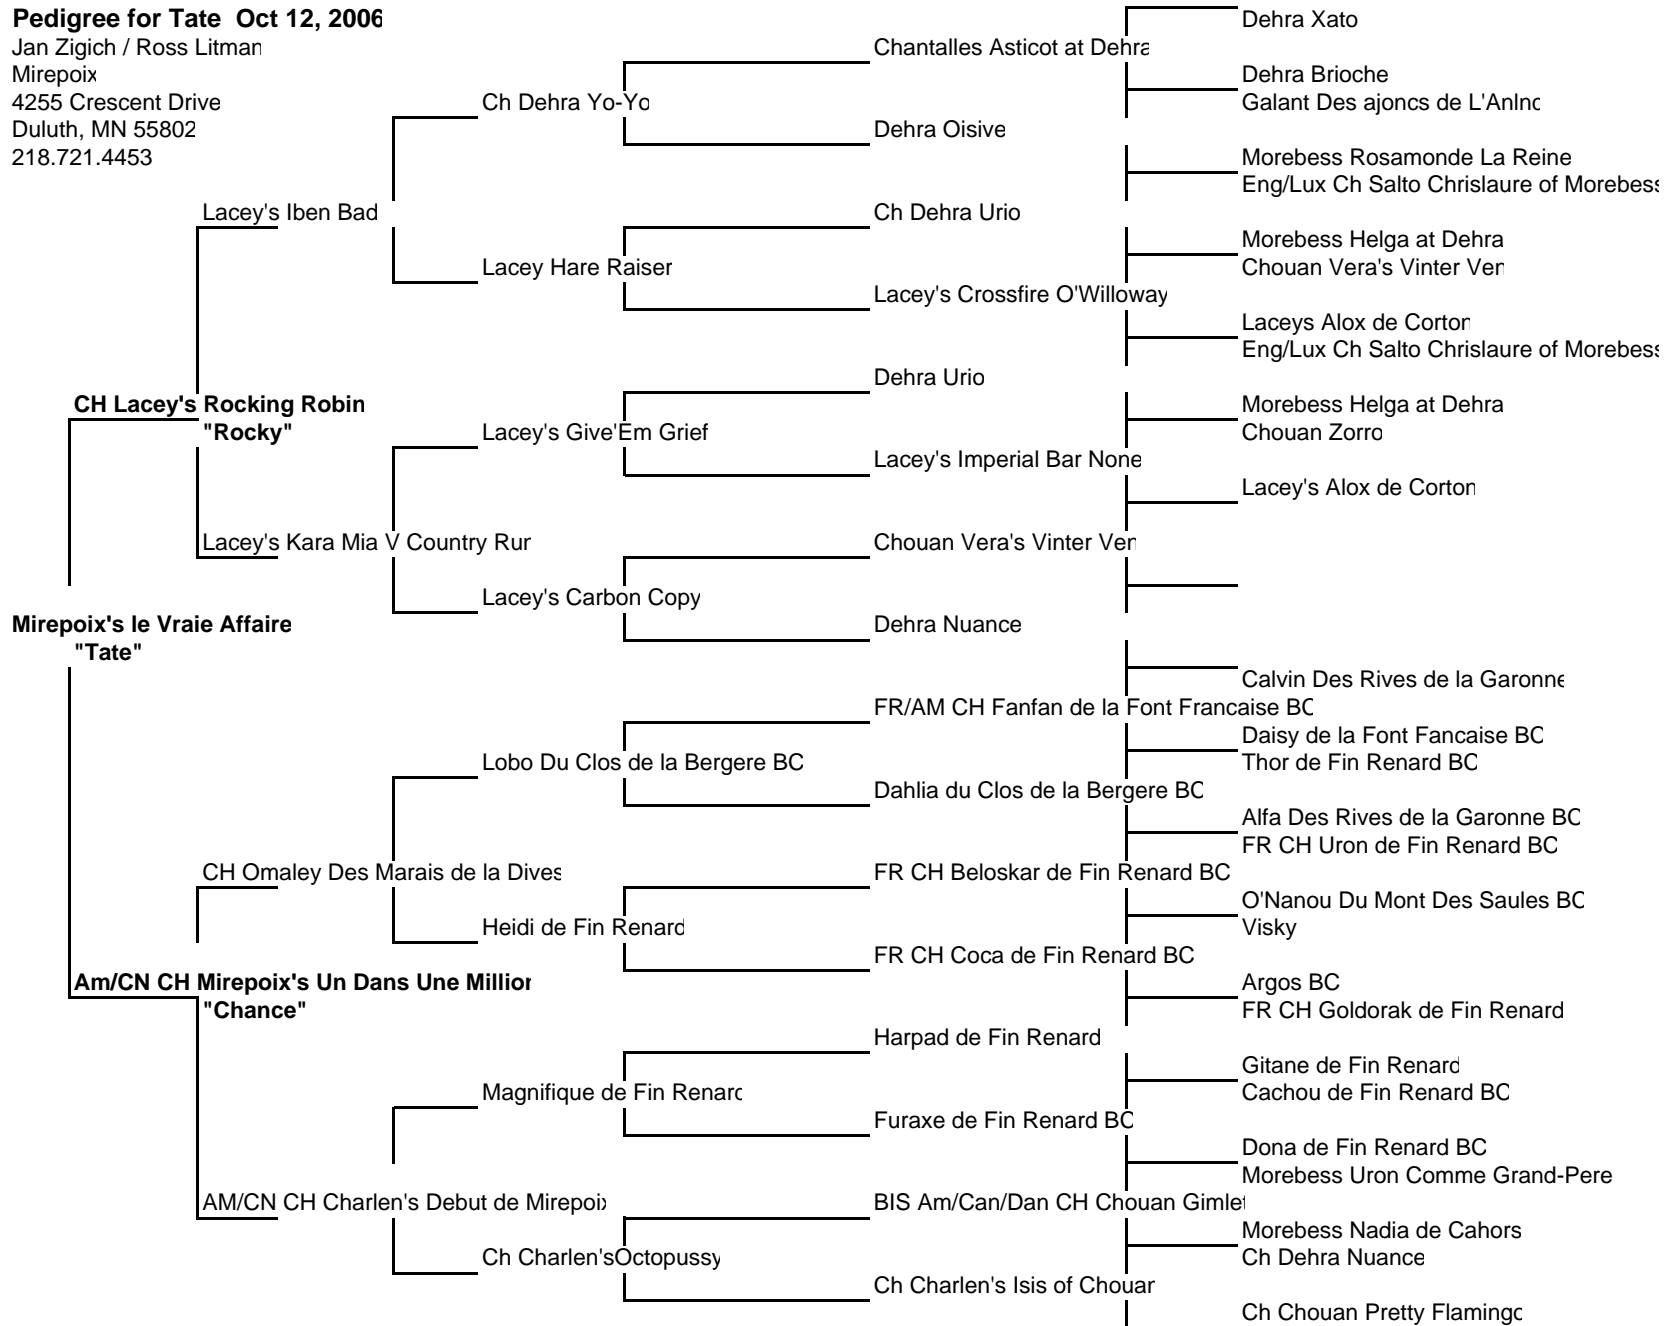 Pedigree for Tate Oct 12, 2006
Jan Zigich / Ross Litman
Mirepoix
4255 Crescent Drive
Duluth, MN 55802
218.721.4453
Mirepoix's le Vraie Affaire
"Tate"
CH Lacey's Rocking Robin
"Rocky"
Am/CN CH Mirepoix's Un Dans Une Million
"Chance"
Lacey's Iben Bad
Lacey's Kara Mia V Country Run
CH Omaley Des Marais de la Dives
AM/CN CH Charlen's Debut de Mirepoix
Ch Dehra Yo-Yo
Lacey Hare Raiser
Lacey's Give'Em Grief
Lacey's Carbon Copy
Lobo Du Clos de la Bergere BC
Heidi de Fin Renard
Magnifique de Fin Renard
Ch Charlen'sOctopussy
Chantalles Asticot at Dehra
Dehra Oisive
Ch Dehra Urio
Lacey's Crossfire O'Willoway
Dehra Urio
Lacey's Imperial Bar None
Chouan Vera's Vinter Ven
Dehra Nuance
FR/AM CH Fanfan de la Font Francaise BC
Dahlia du Clos de la Bergere BC
FR CH Beloskar de Fin Renard BC
FR CH Coca de Fin Renard BC
Harpad de Fin Renard
Furaxe de Fin Renard BC
BIS Am/Can/Dan CH Chouan Gimlet
Ch Charlen's Isis of Chouan
Dehra Xato
Dehra Brioche
Galant Des ajoncs de L'Anlnc
Morebess Rosamonde La Reine
Eng/Lux Ch Salto Chrislaure of Morebess
Morebess Helga at Dehra
Chouan Vera's Vinter Ven
Laceys Alox de Corton
Eng/Lux Ch Salto Chrislaure of Morebess
Morebess Helga at Dehra
Chouan Zorro
Lacey's Alox de Corton
Calvin Des Rives de la Garonne
Daisy de la Font Fancaise BC
Thor de Fin Renard BC
Alfa Des Rives de la Garonne BC
FR CH Uron de Fin Renard BC
O'Nanou Du Mont Des Saules BC
Visky
Argos BC
FR CH Goldorak de Fin Renard
Gitane de Fin Renard
Cachou de Fin Renard BC
Dona de Fin Renard BC
Morebess Uron Comme Grand-Pere
Morebess Nadia de Cahors
Ch Dehra Nuance
Ch Chouan Pretty Flamingo